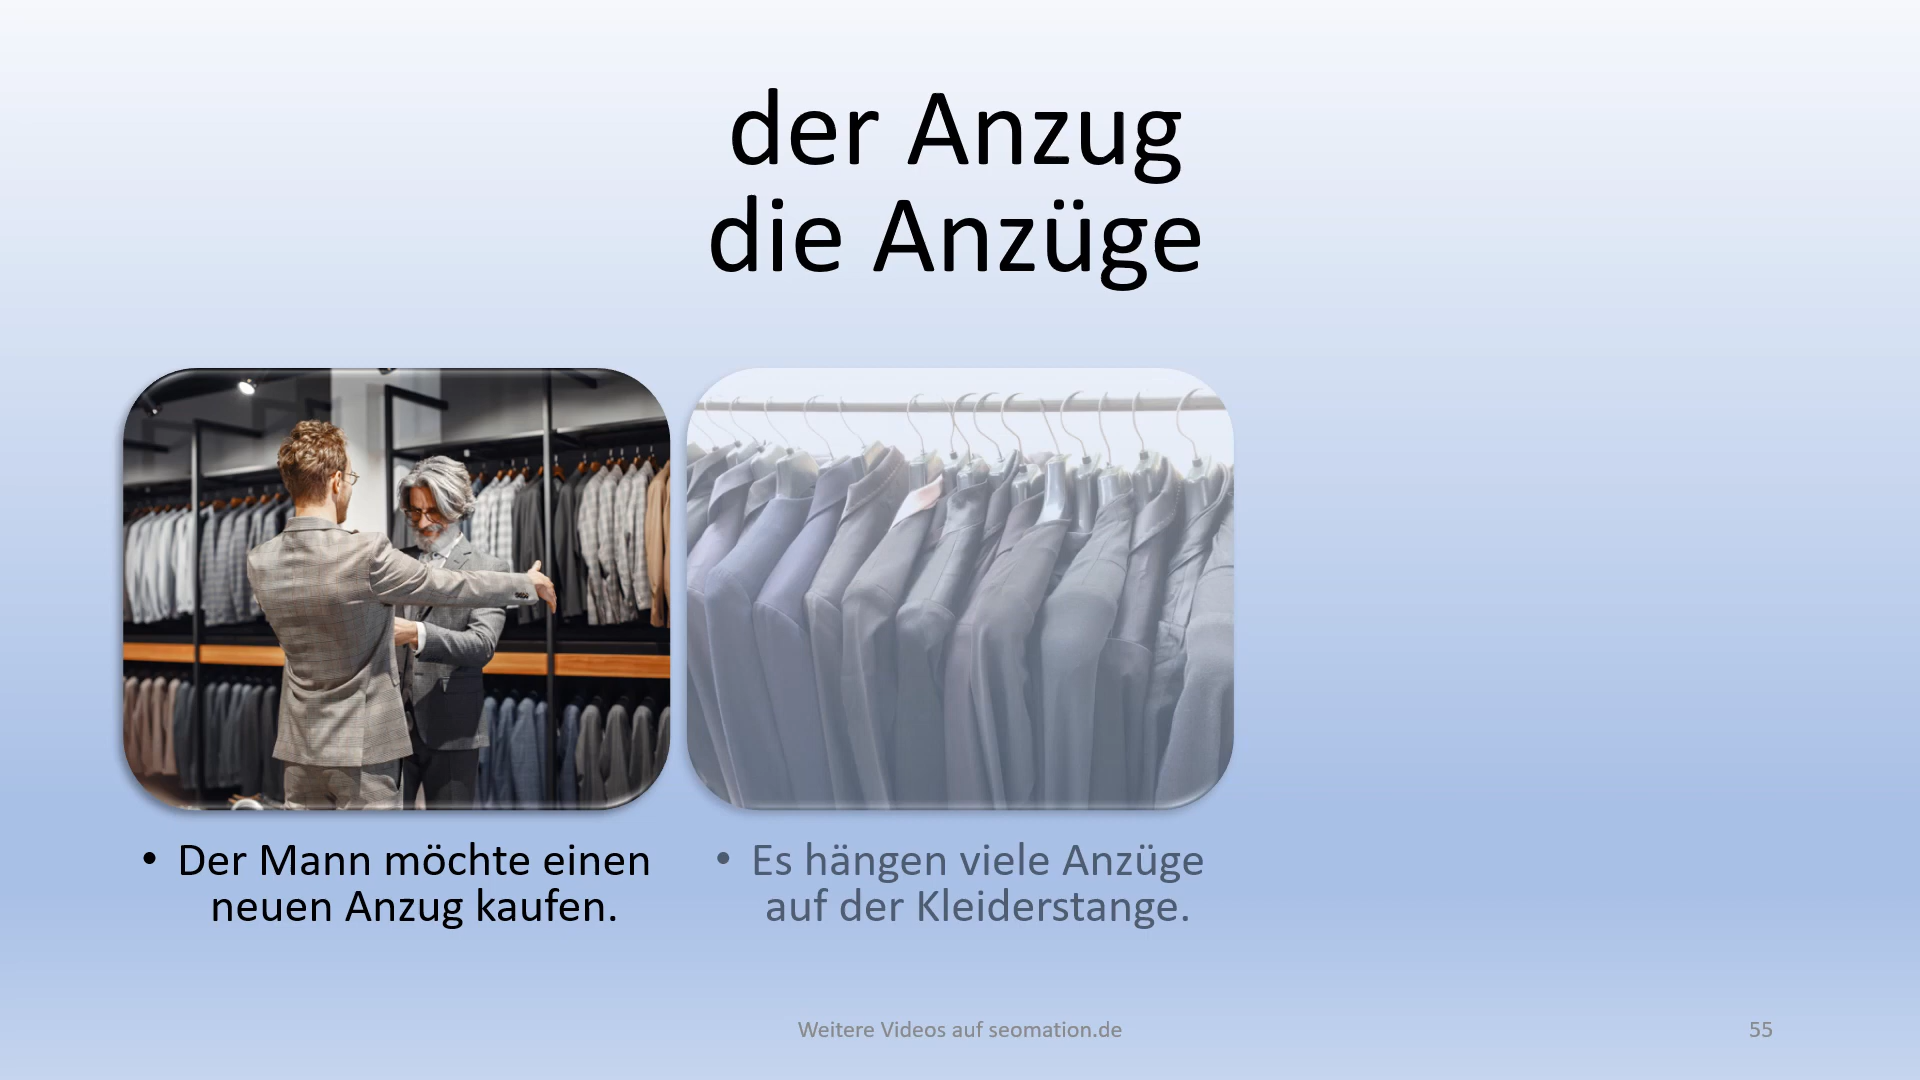 der Anzug
die Anzüge
• Der Mann möchte einen
neuen Anzug kaufen.
• Es hängen viele Anzüge
auf der Kleiderstange.
Weitere Videos auf seomation.de
55